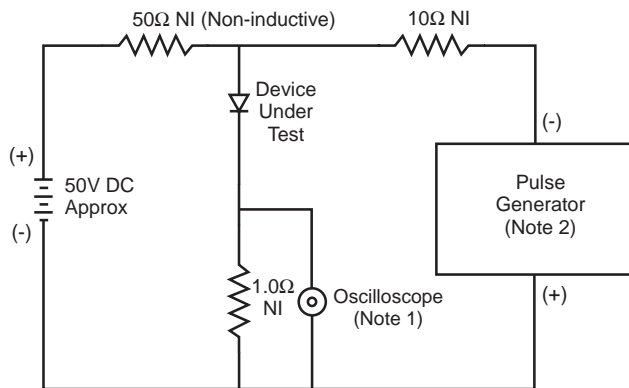 50Ω NI (Non-inductive)
10Ω NI
Device
Under
Test
(+)
50V DC
Approx
(-)
1.0Ω
NI
Oscilloscope
(Note 1)
(-)
Pulse
Generator
(Note 2)
(+)